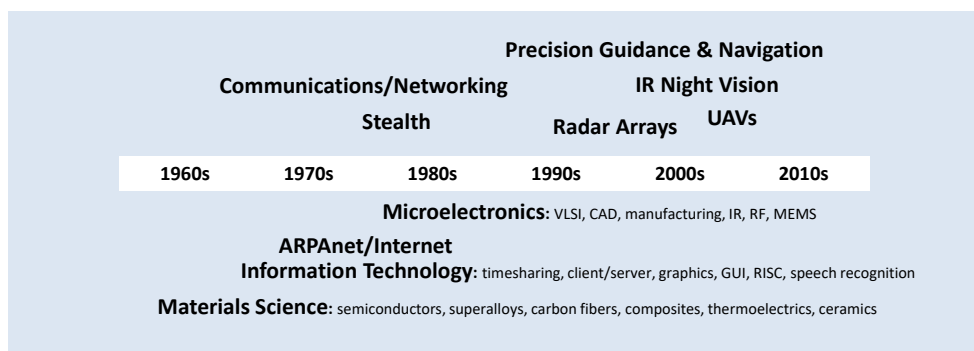 Precision Guidance & Navigation
Communications/Networking IR Night Vision
Stealth Radar Arrays UAVs
1960s 1970s 1980s 1990s 2000s 2010s
Microelectronics: VLSI, CAD, manufacturing, IR, RF, MEMS
ARPAnet/Internet
Information Technology: timesharing, client/server, graphics, GUI, RISC, speech recognition
Materials Science: semiconductors, superalloys, carbon fibers, composites, thermoelectrics, ceramics